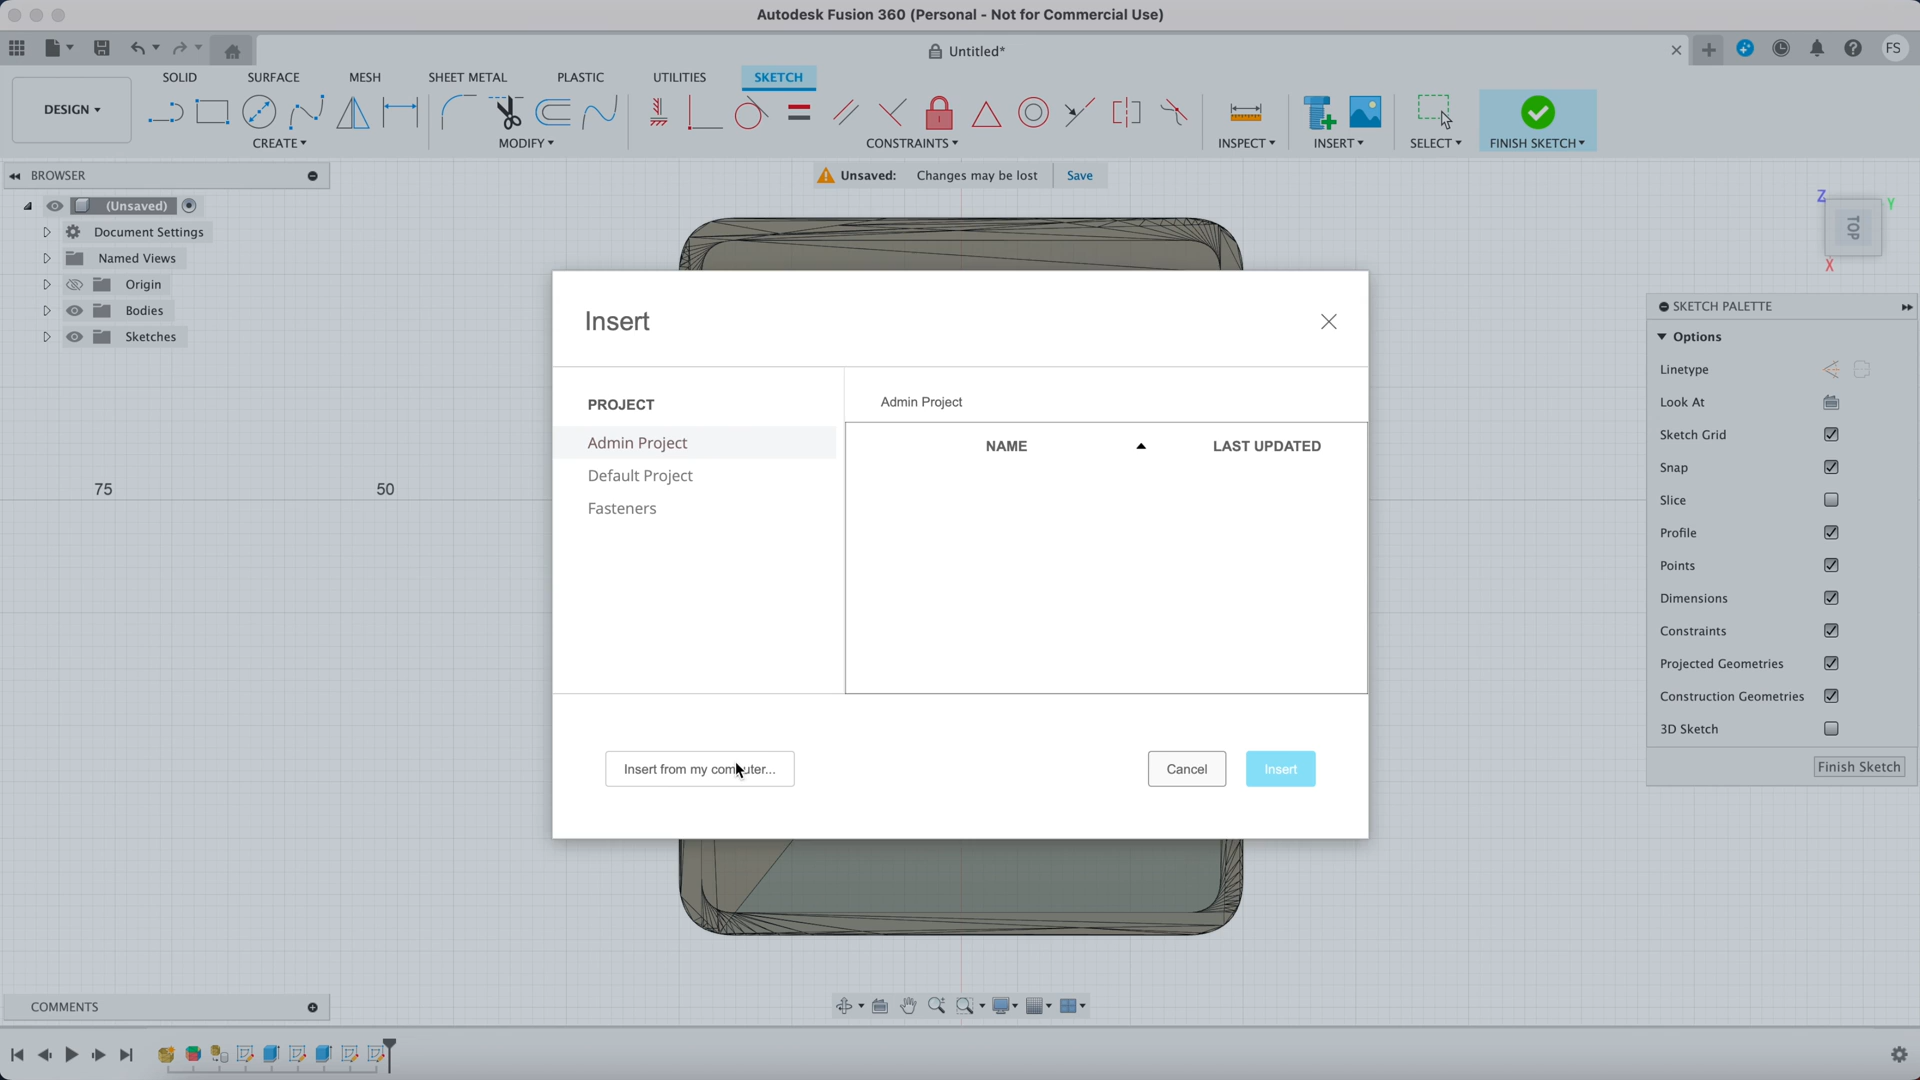 Autodesk Fusion 360 (Personal - Not for Commercial Use)
Untitled*
FS
SOLID SURFACE MESH SHEET METAL PLASTIC UTILITIES SKETCH
DESIGN
CREATE MODIFY CONSTRAINTS INSPECT INSERT SELECT FINISH SKETCH
BROWSER
Unsaved: Changes may be lost Save
(Unsaved)
Document Settings
Named Views
Origin
Bodies
Sketches
Z
Y
TOP
X
75
50
SKETCH PALETTE
Options
Linetype
Look At
Sketch Grid
Snap
Slice
Profile
Points
Dimensions
Constraints
Projected Geometries
Construction Geometries
3D Sketch
Finish Sketch
Insert
PROJECT
Admin Project
Default Project
Fasteners
Admin Project
NAME LAST UPDATED
Insert from my computer...
Cancel
Insert
COMMENTS